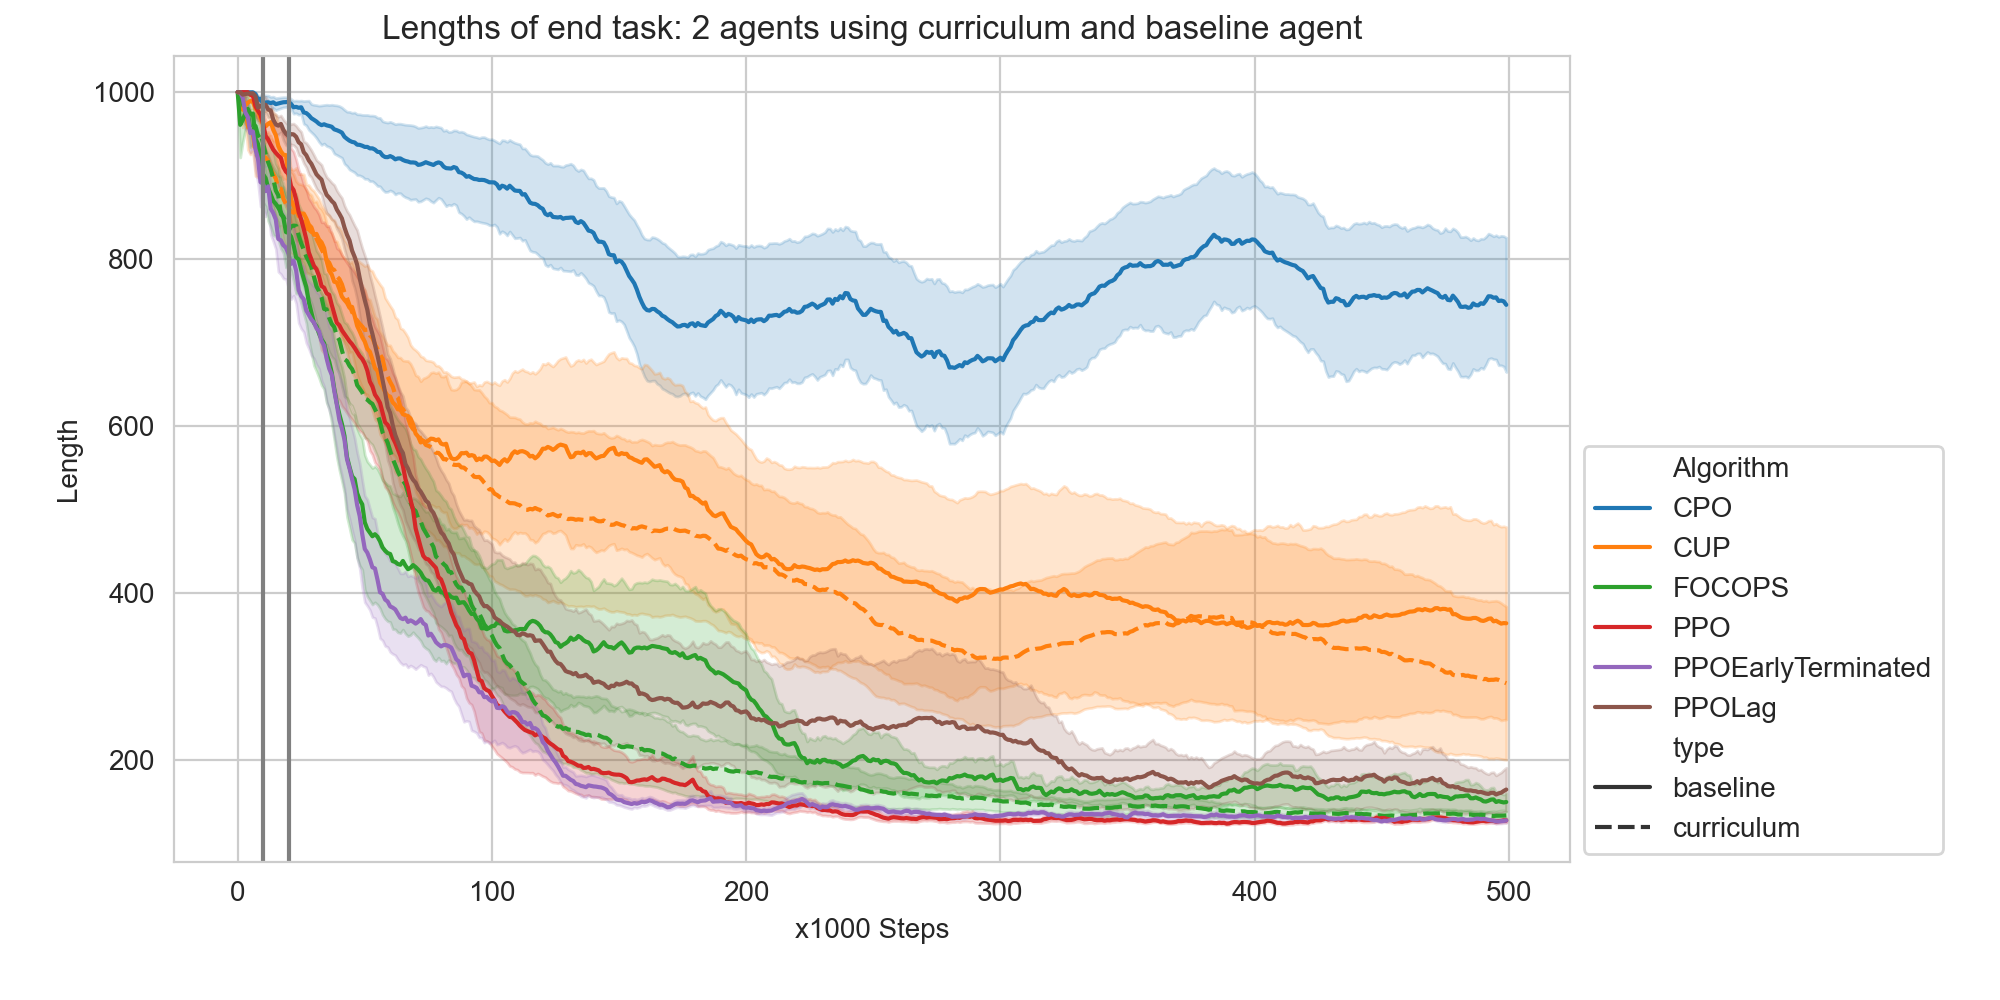 Lengths of end task: 2 agents using curriculum and baseline agent
1000
800
600
400
200
Length
0 100 200 300 400 500
x1000 Steps
Algorithm
CPO
CUP
FOCOPS
PPO
PPOEarlyTerminated
PPOLag
type
baseline
curriculum